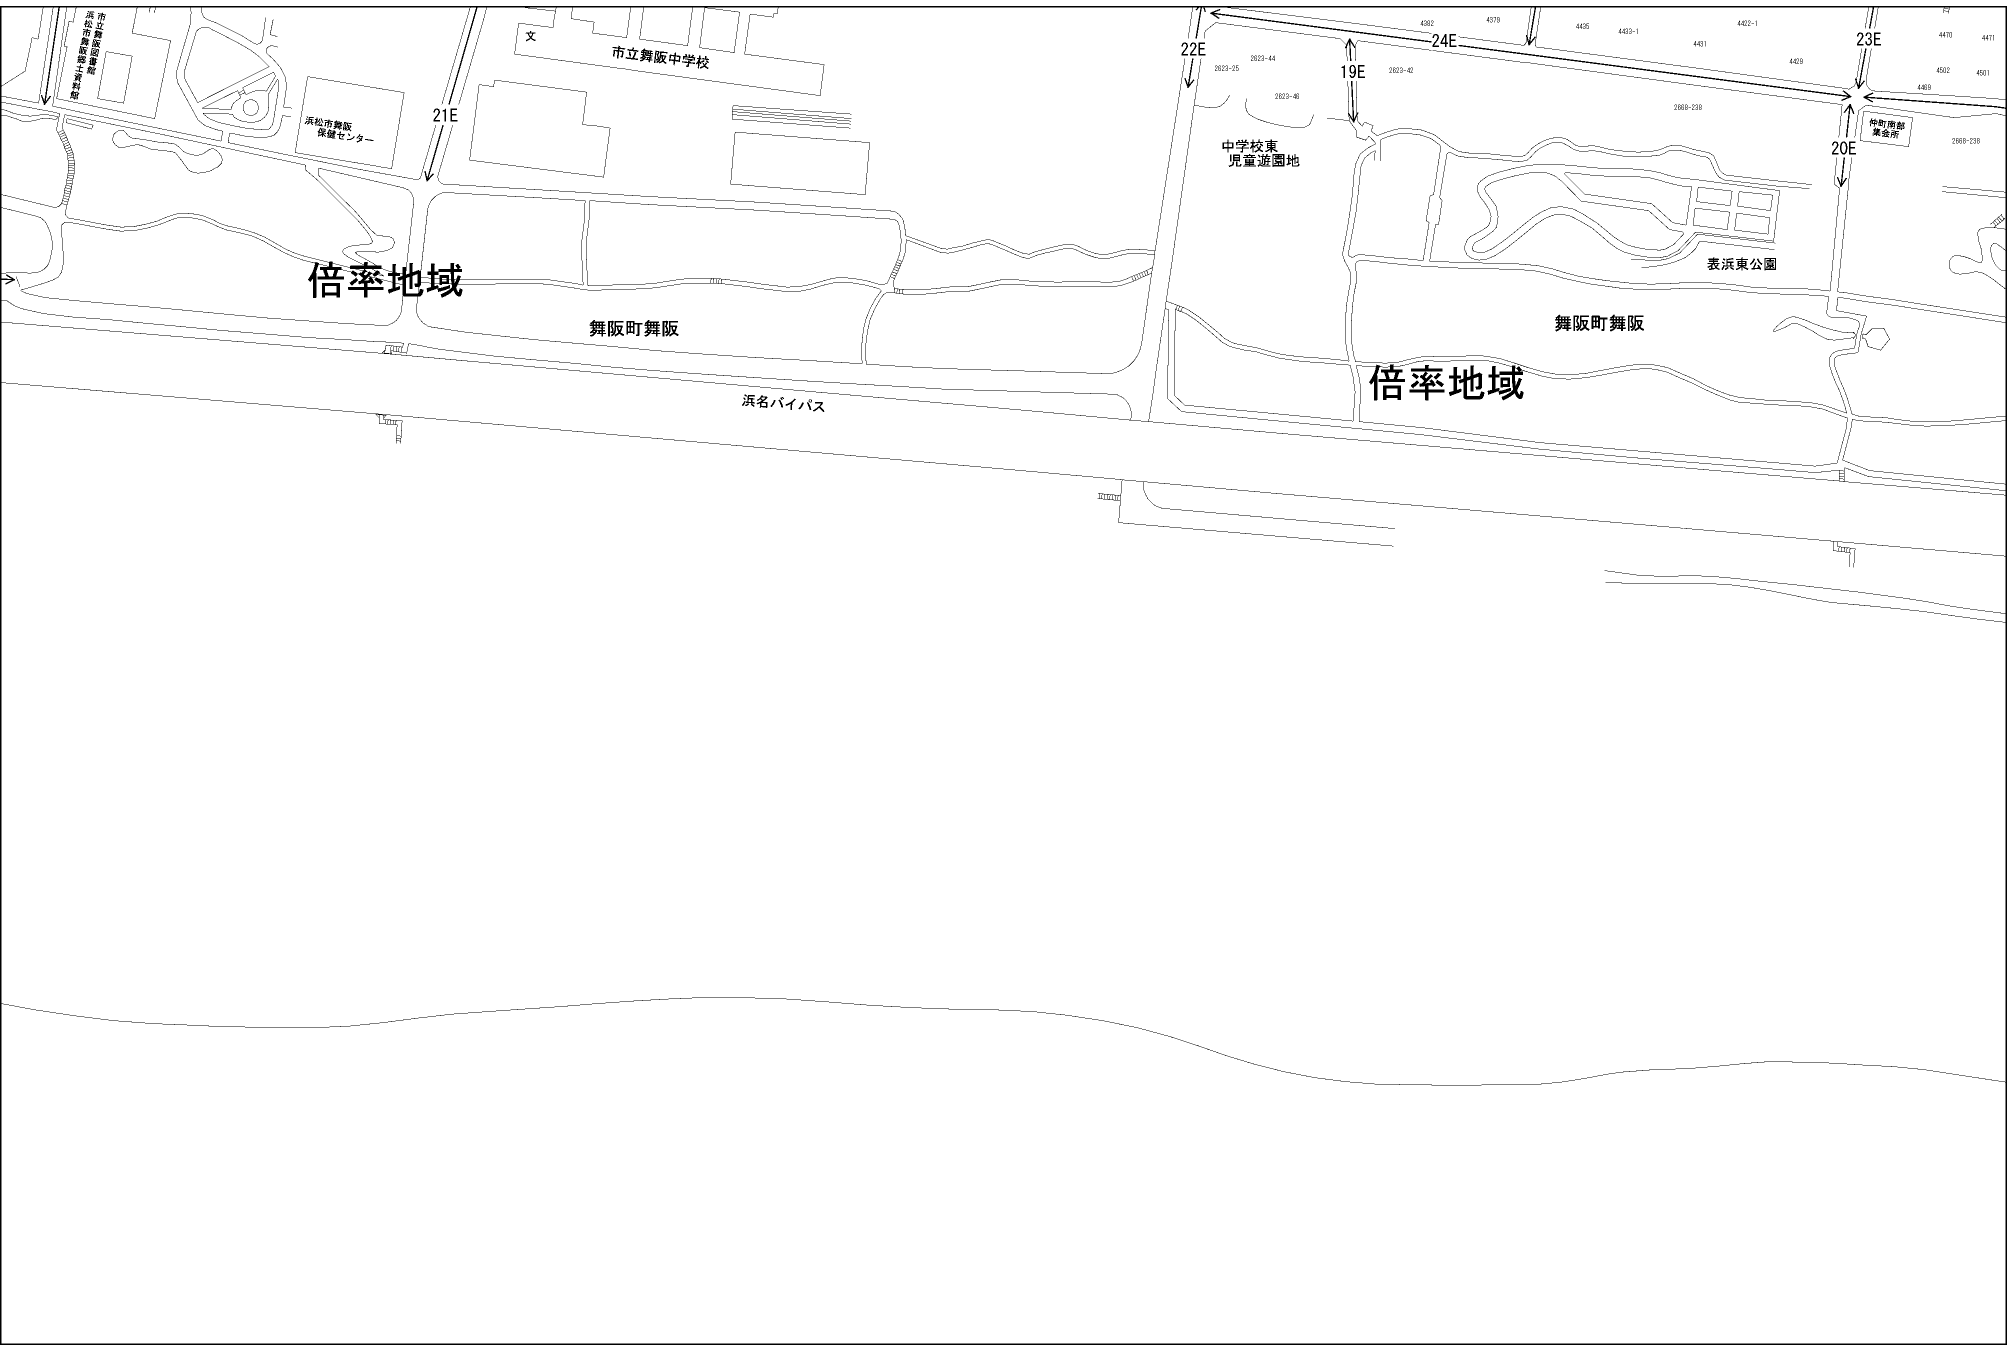 市立舞阪図書館
浜松市舞阪郷土資料館
浜松市舞阪
保健センター
21E
文
市立舞阪中学校
22E
24E
19E
23E
20E
4382
4379
4435
4433-1
4431
4422-1
4429
4470
4471
4502
4501
4469
2623-44
2623-25
2623-46
2623-42
2668-238
仲町南部
集会所
2668-238
中学校東
児童遊園地
表浜東公園
倍率地域
舞阪町舞阪
舞阪町舞阪
倍率地域
浜名バイパス